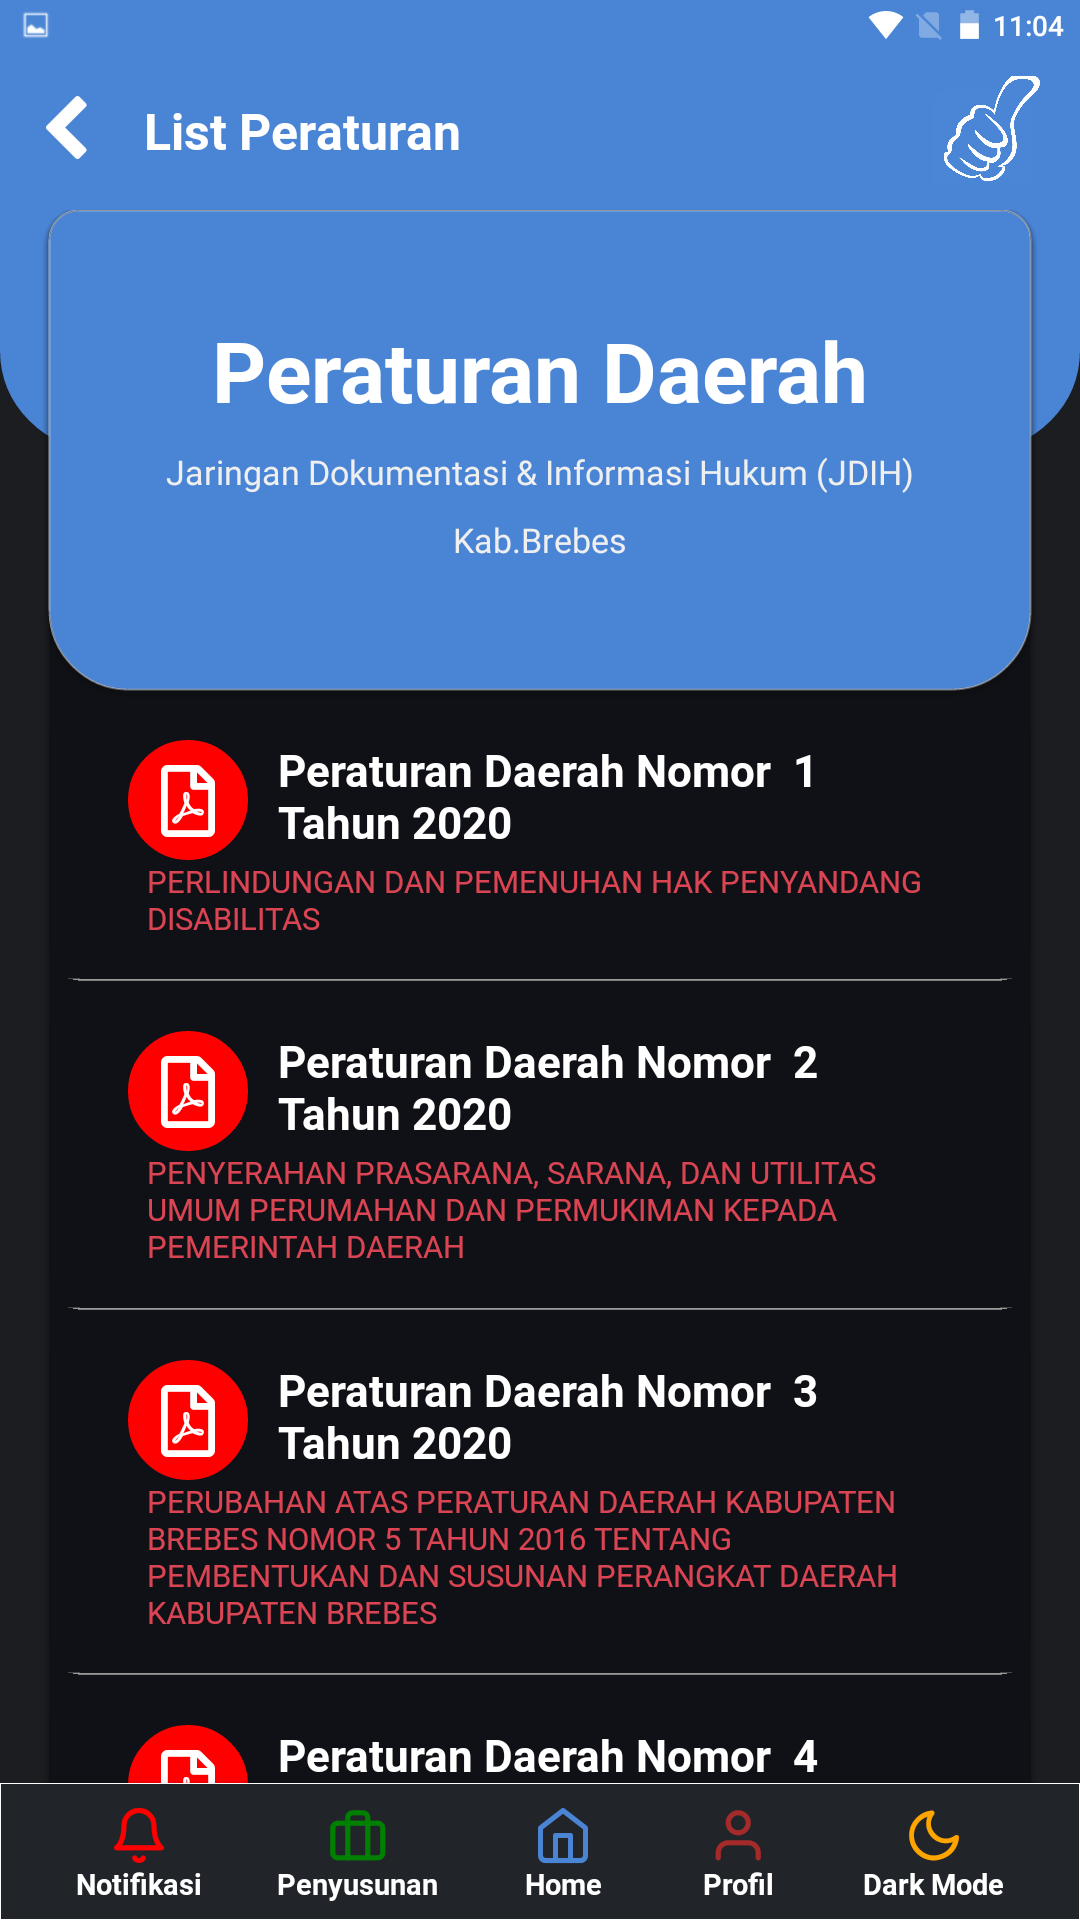 11:04
List Peraturan
Peraturan Daerah
Jaringan Dokumentasi & Informasi Hukum (JDIH)
Kab.Brebes
Peraturan Daerah Nomor  1
Tahun 2020
PERLINDUNGAN DAN PEMENUHAN HAK PENYANDANG
DISABILITAS
Peraturan Daerah Nomor  2
Tahun 2020
PENYERAHAN PRASARANA, SARANA, DAN UTILITAS
UMUM PERUMAHAN DAN PERMUKIMAN KEPADA
PEMERINTAH DAERAH
Peraturan Daerah Nomor  3
Tahun 2020
PERUBAHAN ATAS PERATURAN DAERAH KABUPATEN
BREBES NOMOR 5 TAHUN 2016 TENTANG
PEMBENTUKAN DAN SUSUNAN PERANGKAT DAERAH
KABUPATEN BREBES
Peraturan Daerah Nomor  4
Notifikasi
Penyusunan
Home
Profil
Dark Mode